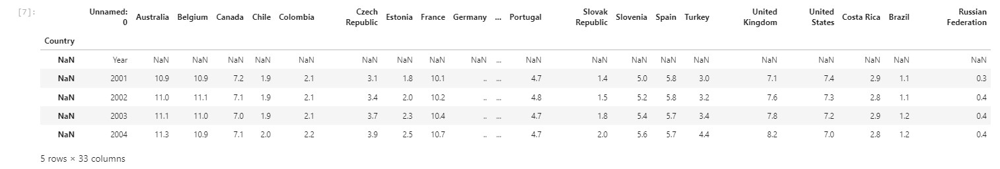 [7]: Unnamed: 0 Australia Belgium Canada Chile Colombia Czech Republic Estonia France Germany ... Portugal Slovak Republic Slovenia Spain Turkey United Kingdom United States Costa Rica Brazil Russian Federation
Country
NaN Year NaN NaN NaN NaN NaN NaN NaN NaN NaN ... NaN NaN NaN NaN NaN NaN NaN NaN NaN NaN
NaN 2001 10.9 10.9 7.2 1.9 2.1 3.1 1.8 10.1 .. ... 4.7 1.4 5.0 5.8 3.0 7.1 7.4 2.9 1.1 0.3
NaN 2002 11.0 11.1 7.1 1.9 2.1 3.4 2.0 10.2 .. ... 4.8 1.5 5.2 5.8 3.2 7.6 7.3 2.8 1.1 0.4
NaN 2003 11.1 11.0 7.0 1.9 2.1 3.7 2.3 10.4 .. ... 4.7 1.8 5.4 5.7 3.4 7.8 7.2 2.9 1.2 0.4
NaN 2004 11.3 10.9 7.1 2.0 2.2 3.9 2.5 10.7 .. ... 4.7 2.0 5.6 5.7 4.4 8.2 7.0 2.8 1.2 0.4
5 rows × 33 columns